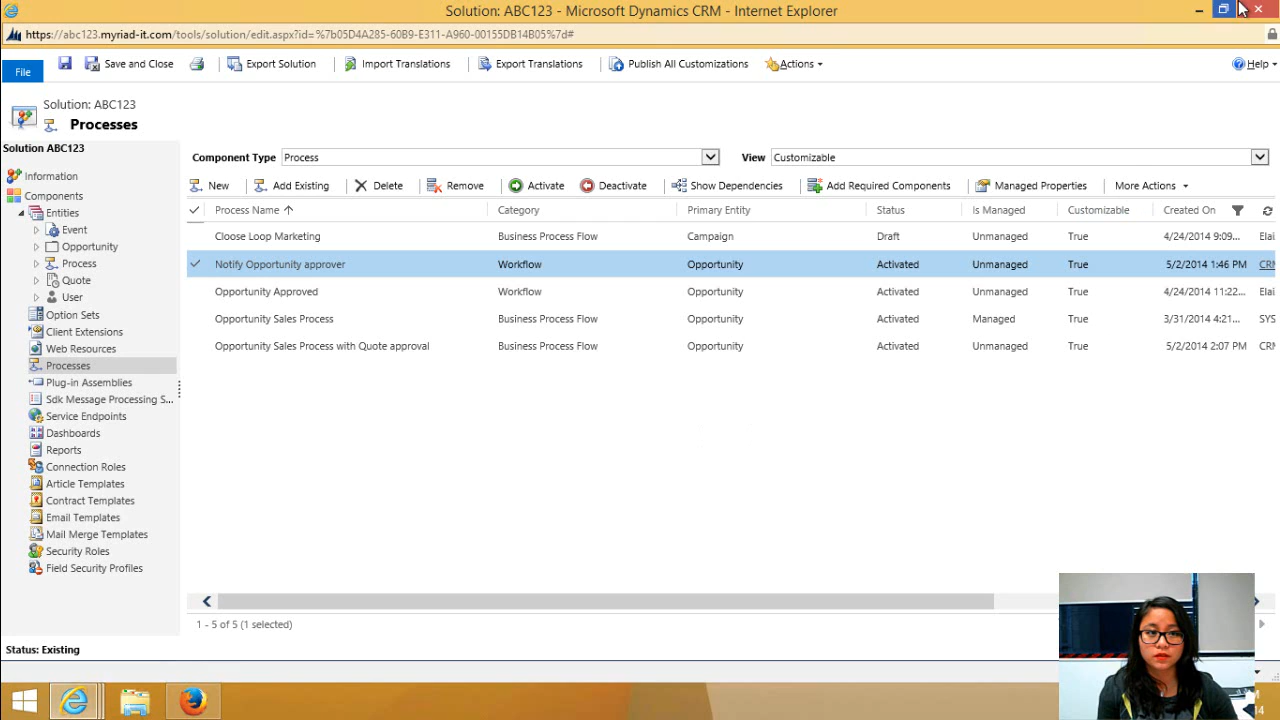 Solution: ABC123 - Microsoft Dynamics CRM - Internet Explorer
https://abc123.myriad-it.com/tools/solution/edit.aspx?id=%7b05D4A285-60B9-E311-A960-00155DB14B05%7d#
File Save and Close Export Solution Import Translations Export Translations Publish All Customizations Actions Help
Solution: ABC123
Processes
Solution ABC123
Information
Components
Entities
Event
Opportunity
Process
Quote
User
Option Sets
Client Extensions
Web Resources
Processes
Plug-in Assemblies
Sdk Message Processing S...
Service Endpoints
Dashboards
Reports
Connection Roles
Article Templates
Contract Templates
Email Templates
Mail Merge Templates
Security Roles
Field Security Profiles
Component Type Process View Customizable
New Add Existing Delete Remove Activate Deactivate Show Dependencies Add Required Components Managed Properties More Actions
Process Name Category Primary Entity Status Is Managed Customizable Created On
Cloose Loop Marketing Business Process Flow Campaign Draft Unmanaged True 4/24/2014 9:09... Elai
Notify Opportunity approver Workflow Opportunity Activated Unmanaged True 5/2/2014 1:46 PM CRM
Opportunity Approved Workflow Opportunity Activated Unmanaged True 4/24/2014 11:22... Elai
Opportunity Sales Process Business Process Flow Opportunity Activated Managed True 3/31/2014 4:21... SYS
Opportunity Sales Process with Quote approval Business Process Flow Opportunity Activated Unmanaged True 5/2/2014 2:07 PM CRM
1 - 5 of 5 (1 selected)
Status: Existing